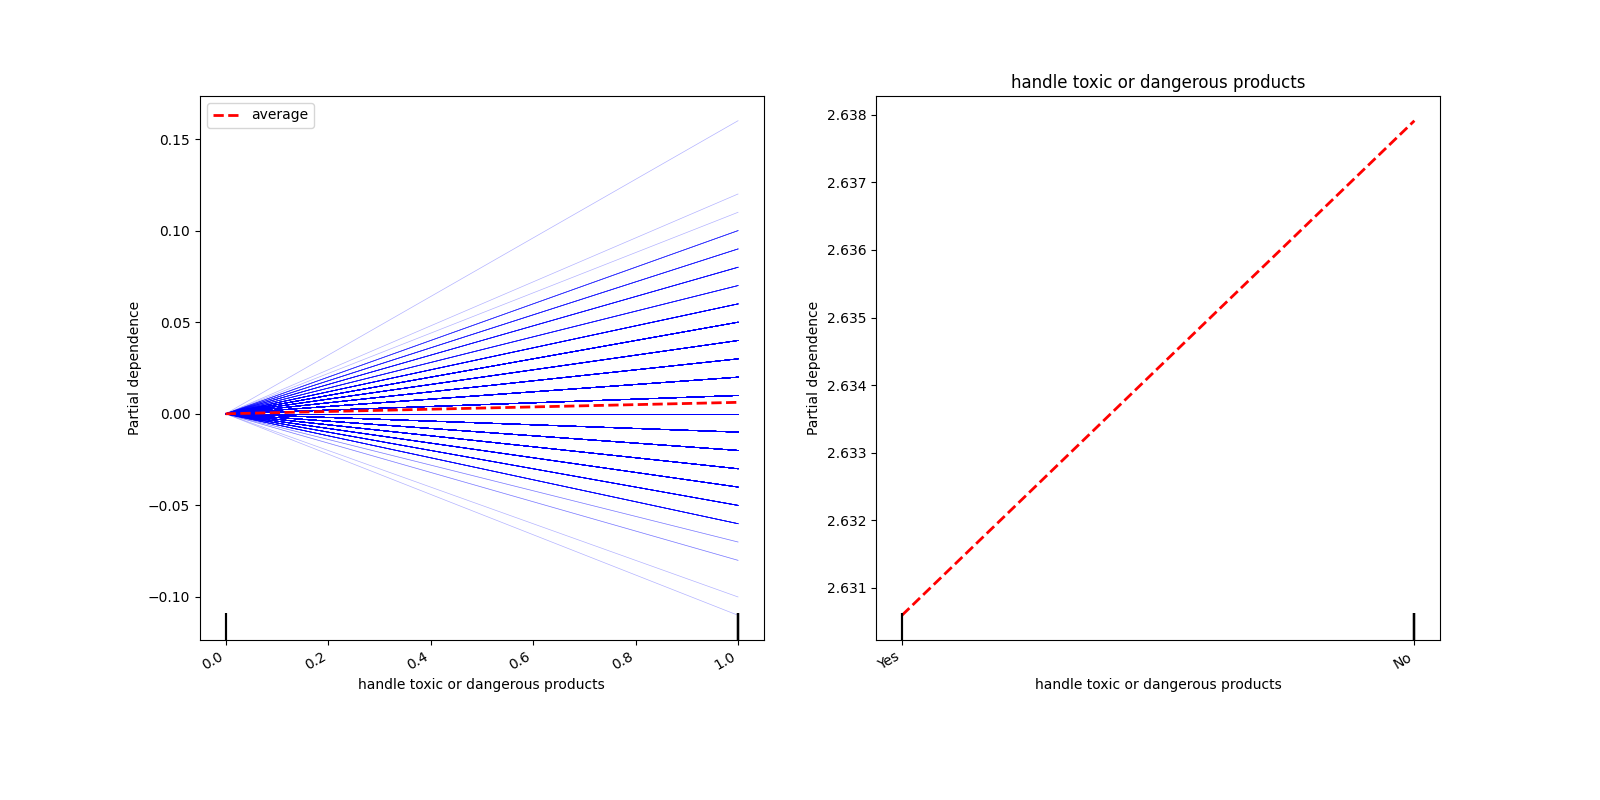 average
0.15
0.10
0.05
0.00
−0.05
−0.10
Partial dependence
0.0
0.2
0.4
0.6
0.8
1.0
handle toxic or dangerous products
handle toxic or dangerous products
2.638
2.637
2.636
2.635
2.634
2.633
2.632
2.631
Partial dependence
Yes
No
handle toxic or dangerous products